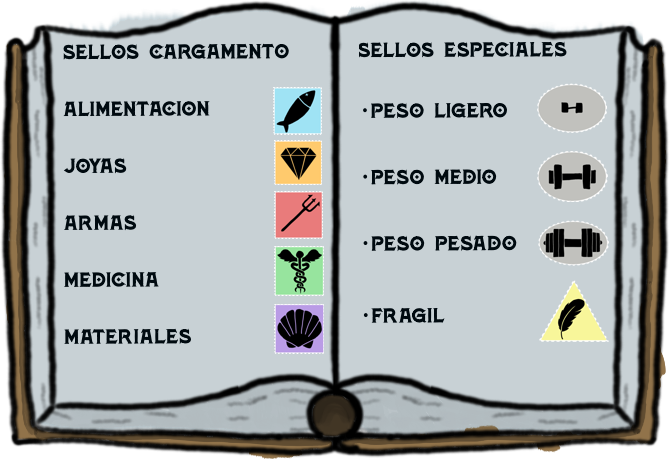 SELLOS CARGAMENTO
ALIMENTACION
JOYAS
ARMAS
MEDICINA
MATERIALES
SELLOS ESPECIALES
·PESO LIGERO
·PESO MEDIO
·PESO PESADO
·FRAGIL